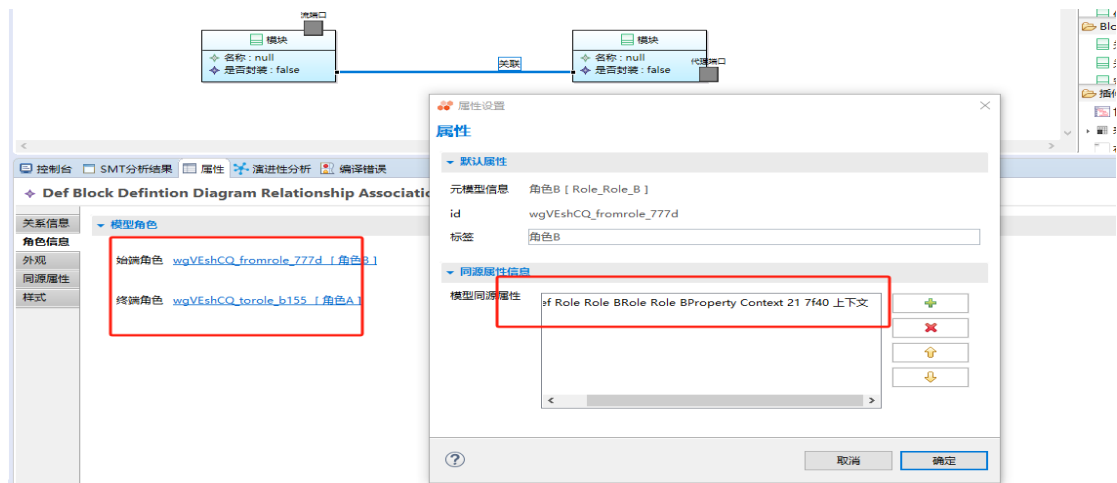 流端口
模块
名称 : null
是否封装 : false
关联
模块
名称 : null
是否封装 : false
代理端口
Blo
插件
控制台
SMT分析结果
属性
演进性分析
编译错误
Def Block Defintion Diagram Relationship Associatio
关系信息
角色信息
外观
同源属性
样式
模型角色
始端角色 wgVEshCQ_fromrole_777d [ 角色B ]
终端角色 wgVEshCQ_torole_b155 [ 角色A ]
属性设置
属性
默认属性
元模型信息 角色B [ Role_Role_B ]
id wgVEshCQ_fromrole_777d
标签 角色B
同源属性信息
模型同源属性
ef Role Role BRole Role BProperty Context 21 7f40 上下文
取消
确定